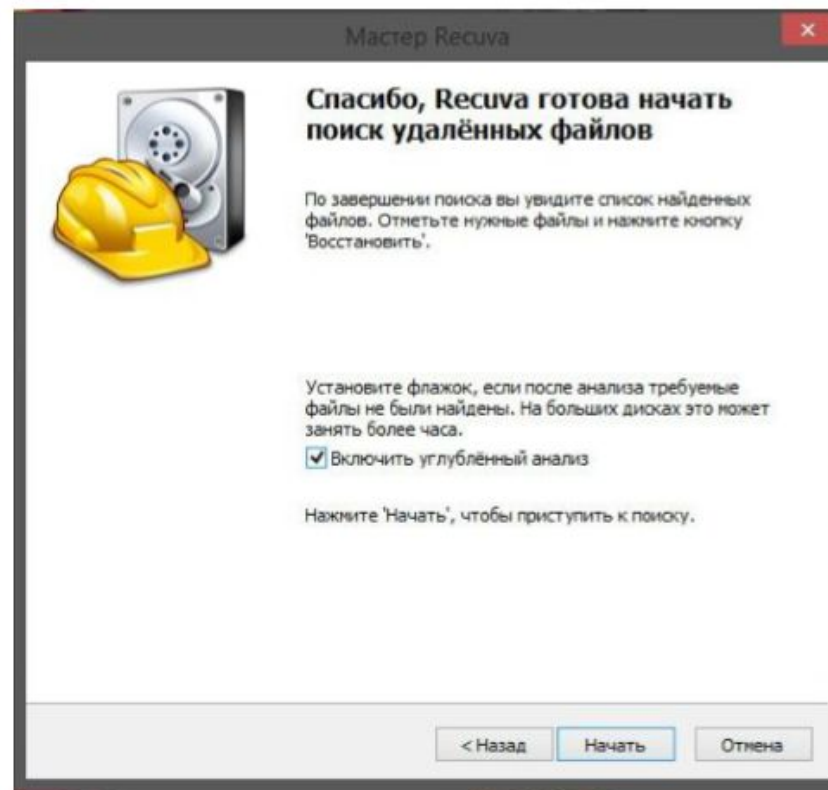 Мастер Recuva
Спасибо, Recuva готова начать
поиск удалённых файлов
По завершении поиска вы увидите список найденных
файлов. Отметьте нужные файлы и нажмите кнопку
'Восстановить'.
Установите флажок, если после анализа требуемые
файлы не были найдены. На больших дисках это может
занять более часа.
Включить углублённый анализ
Нажмите 'Начать', чтобы приступить к поиску.
< Назад
Начать
Отмена